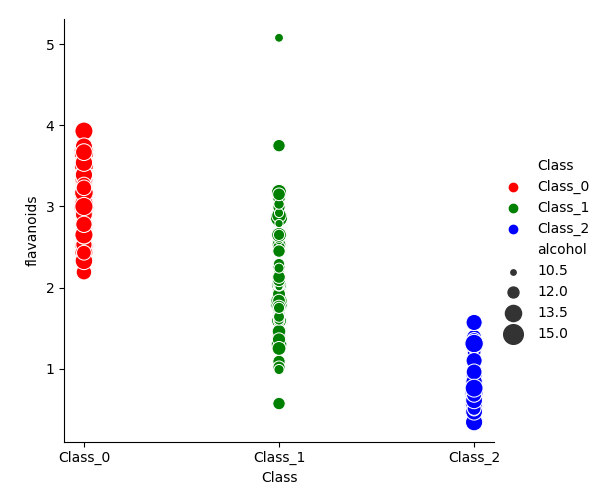 5
4
3
2
1
flavanoids
Class_0
Class_1
Class_2
Class
Class
Class_0
Class_1
Class_2
alcohol
10.5
12.0
13.5
15.0